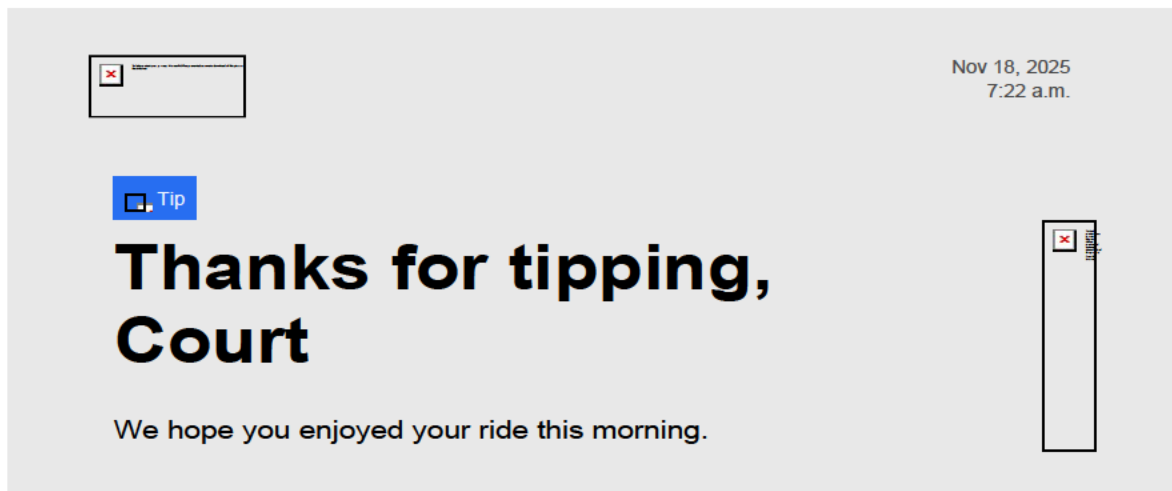 Nov 18, 2025
7:22 a.m.
Tip
Thanks for tipping,
Court
We hope you enjoyed your ride this morning.